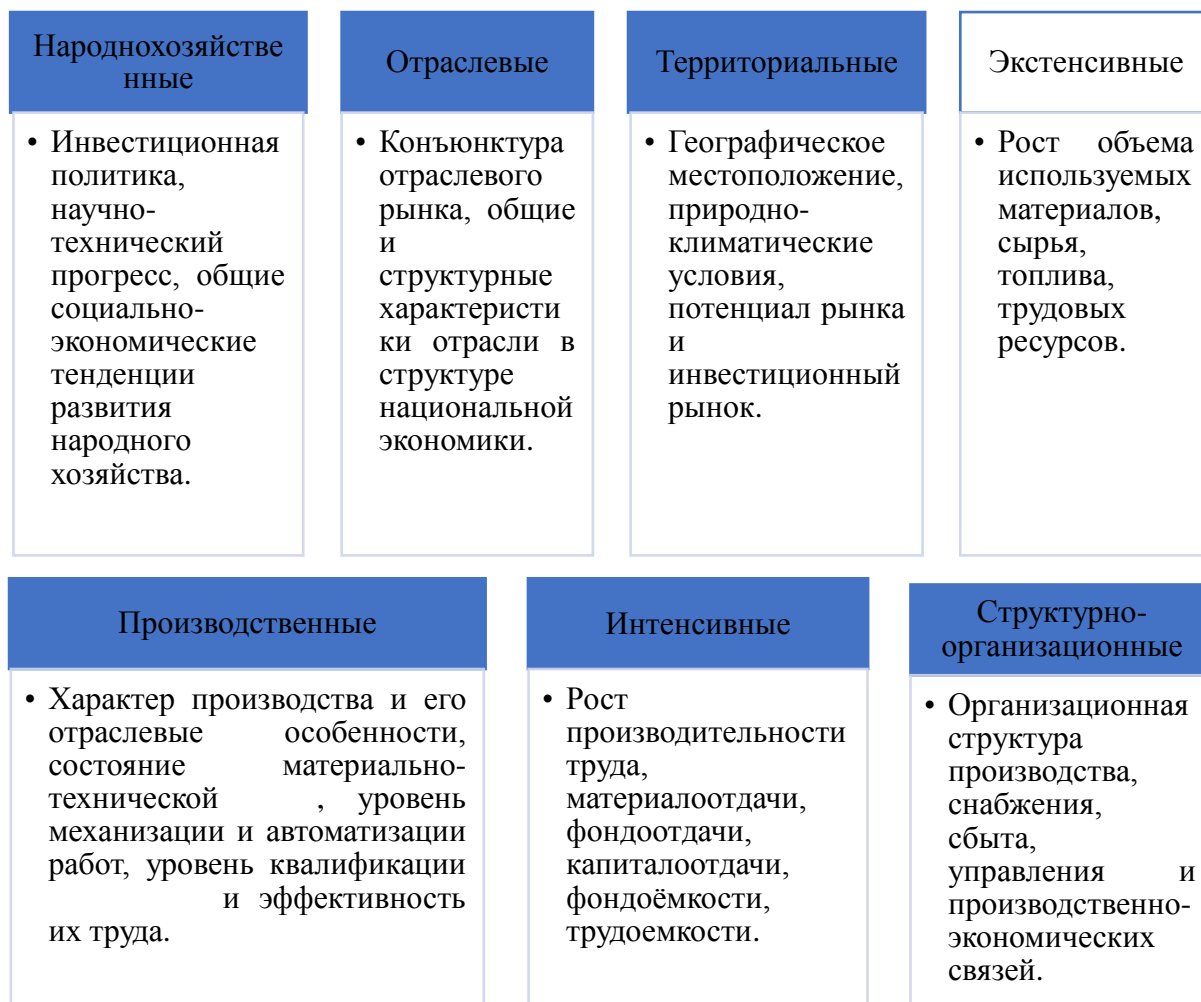 Народнохозяйстве
нные
• Инвестиционная
политика,
научно-
технический
прогресс, общие
социально-
экономические
тенденции
развития
народного
хозяйства.
Отраслевые
• Конъюнктура
отраслевого
рынка, общие
и
структурные
характеристи
ки отрасли в
структуре
национальной
экономики.
Территориальные
• Географическое
местоположение,
природно-
климатические
условия,
потенциал рынка
и
инвестиционный
рынок.
Экстенсивные
• Рост объема
используемых
материалов,
сырья,
топлива,
трудовых
ресурсов.
Производственные
• Характер производства и его
отраслевые особенности,
состояние материально-
технической , уровень
механизации и автоматизации
работ, уровень квалификации
и эффективность
их труда.
Интенсивные
• Рост
производительности
труда,
материалоотдачи,
фондоотдачи,
капиталоотдачи,
фондоёмкости,
трудоемкости.
Структурно-
организационные
• Организационная
структура
производства,
снабжения,
сбыта,
управления и
производственно-
экономических
связей.